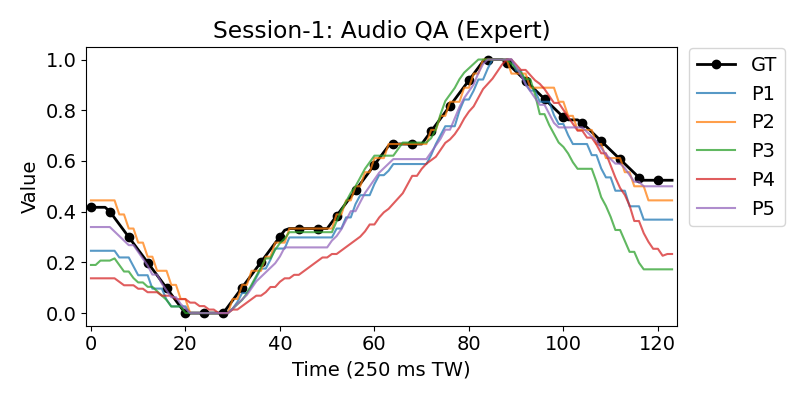 Session-1: Audio QA (Expert)
1.0
0.8
0.6
0.4
0.2
0.0
Value
0 20 40 60 80 100 120
Time (250 ms TW)
GT
P1
P2
P3
P4
P5